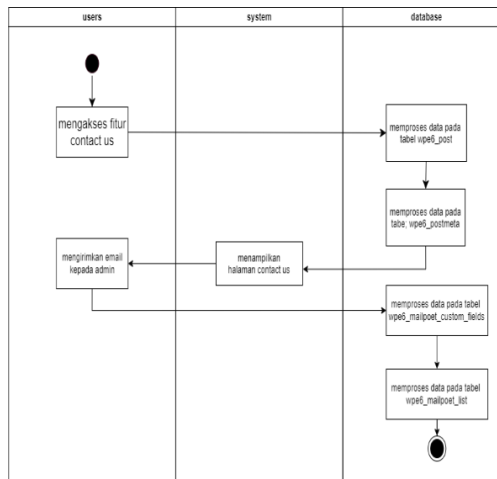 users
system
database
mengakses fitur
contact us
memproses data pada
tabel wpe6_post
memproses data pada
tabe; wpe6_postmeta
menampilkan
halaman contact us
mengirimkan email
kepada admin
memproses data pada tabel
wpe6_mailpoet_custom_fields
memproses data pada tabel
wpe6_mailpoet_list